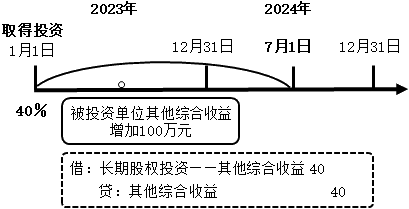 2023年 2024年
取得投资
1月1日 12月31日 7月1日 12月31日
40%
被投资单位其他综合收益
增加100万元
借：长期股权投资——其他综合收益 40
贷：其他综合收益 40